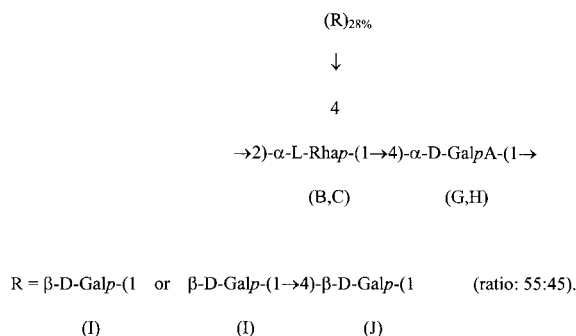 (R)28%
↓
4
→2)-α-L-Rhap-(1→4)-α-D-GalpA-(1→
(B,C) (G,H)
R = β-D-Galp-(1 or β-D-Galp-(1→4)-β-D-Galp-(1 (ratio: 55:45).
(I) (I) (J)